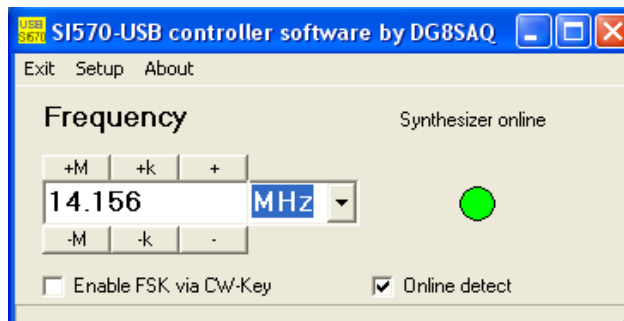 USB SI570 SI570-USB controller software by DG8SAQ
Exit Setup About
Frequency Synthesizer online
+M +k +
14.156 MHz
-M -k -
Enable FSK via CW-Key Online detect